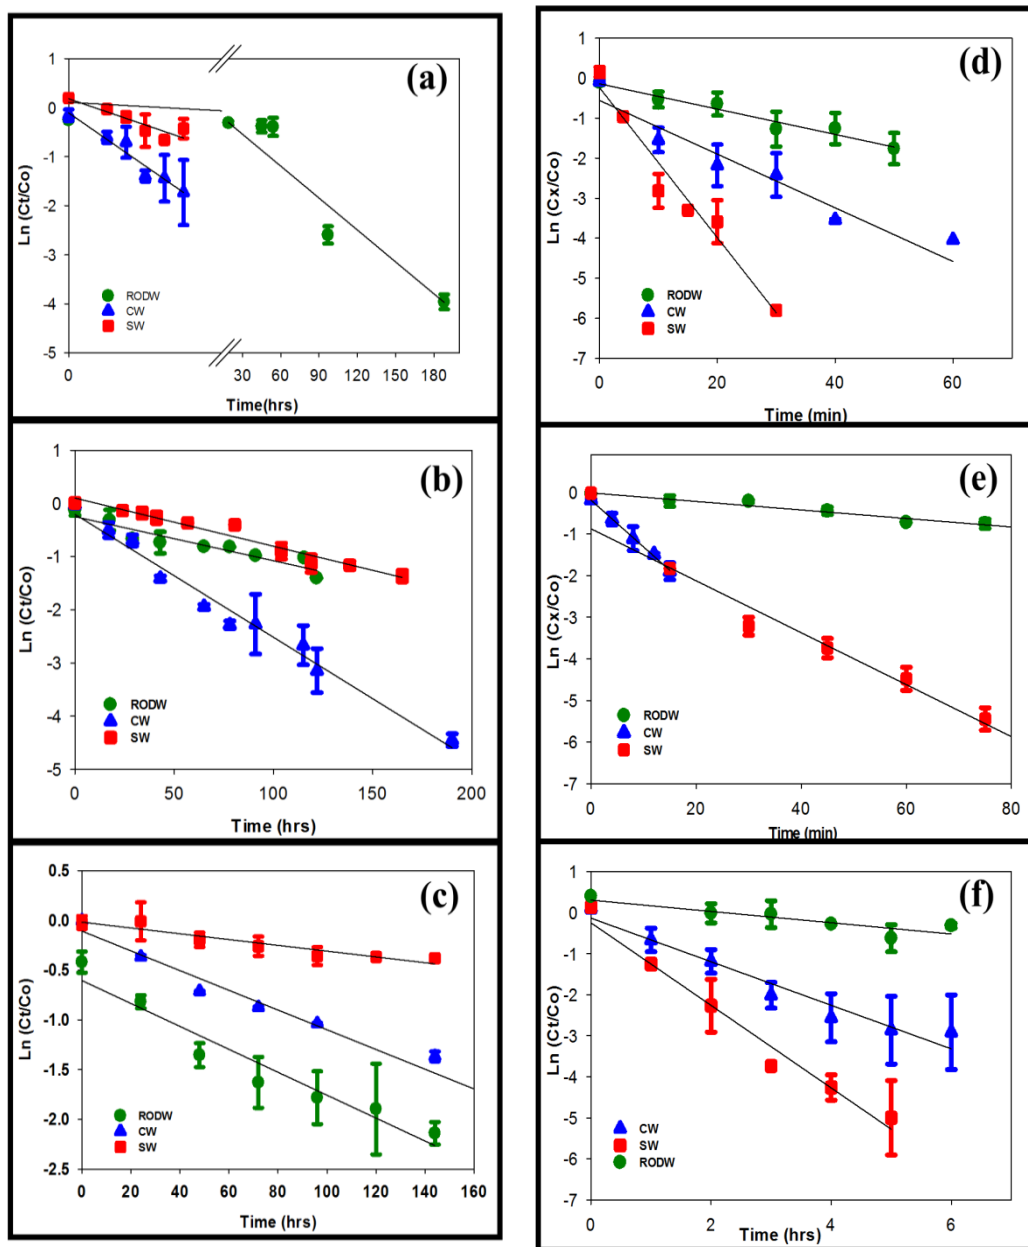 (a)
1
0
-1
-2
-3
-4
-5
Ln (Ct/Co)
RODW
CW
SW
0 30 60 90 120 150 180
Time(hrs)
(b)
1
0
-1
-2
-3
-4
-5
Ln (Ct/Co)
RODW
CW
SW
0 50 100 150 200
Time (hrs)
(c)
0.5
0.0
-0.5
-1.0
-1.5
-2.0
-2.5
Ln (Ct/Co)
RODW
CW
SW
0 20 40 60 80 100 120 140 160
Time (hrs)
(d)
1
0
-1
-2
-3
-4
-5
-6
-7
Ln (Cx/Co)
RODW
CW
SW
0 20 40 60
Time (min)
(e)
0
-1
-2
-3
-4
-5
-6
-7
Ln (Cx/Co)
RODW
CW
SW
0 20 40 60 80
Time (min)
(f)
1
0
-1
-2
-3
-4
-5
-6
-7
Ln (Ct/Co)
CW
SW
RODW
0 2 4 6
Time (hrs)